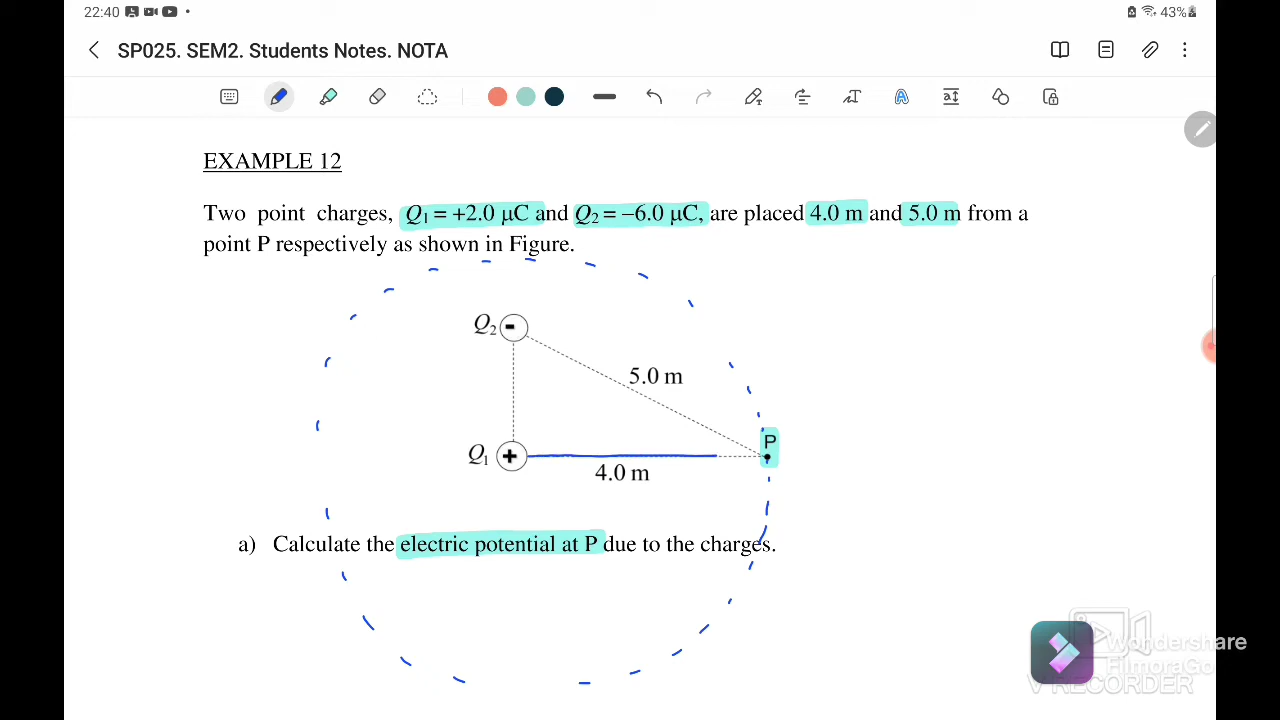 22:40 43%
SP025. SEM2. Students Notes. NOTA
EXAMPLE 12
Two point charges, Q₁ = +2.0 μC and Q₂ = −6.0 μC, are placed 4.0 m and 5.0 m from a
point P respectively as shown in Figure.
Q₂ -
5.0 m
P
Q₁ +
4.0 m
a) Calculate the electric potential at P due to the charges.
Wondershare
FilmoraGo
V RECORDER